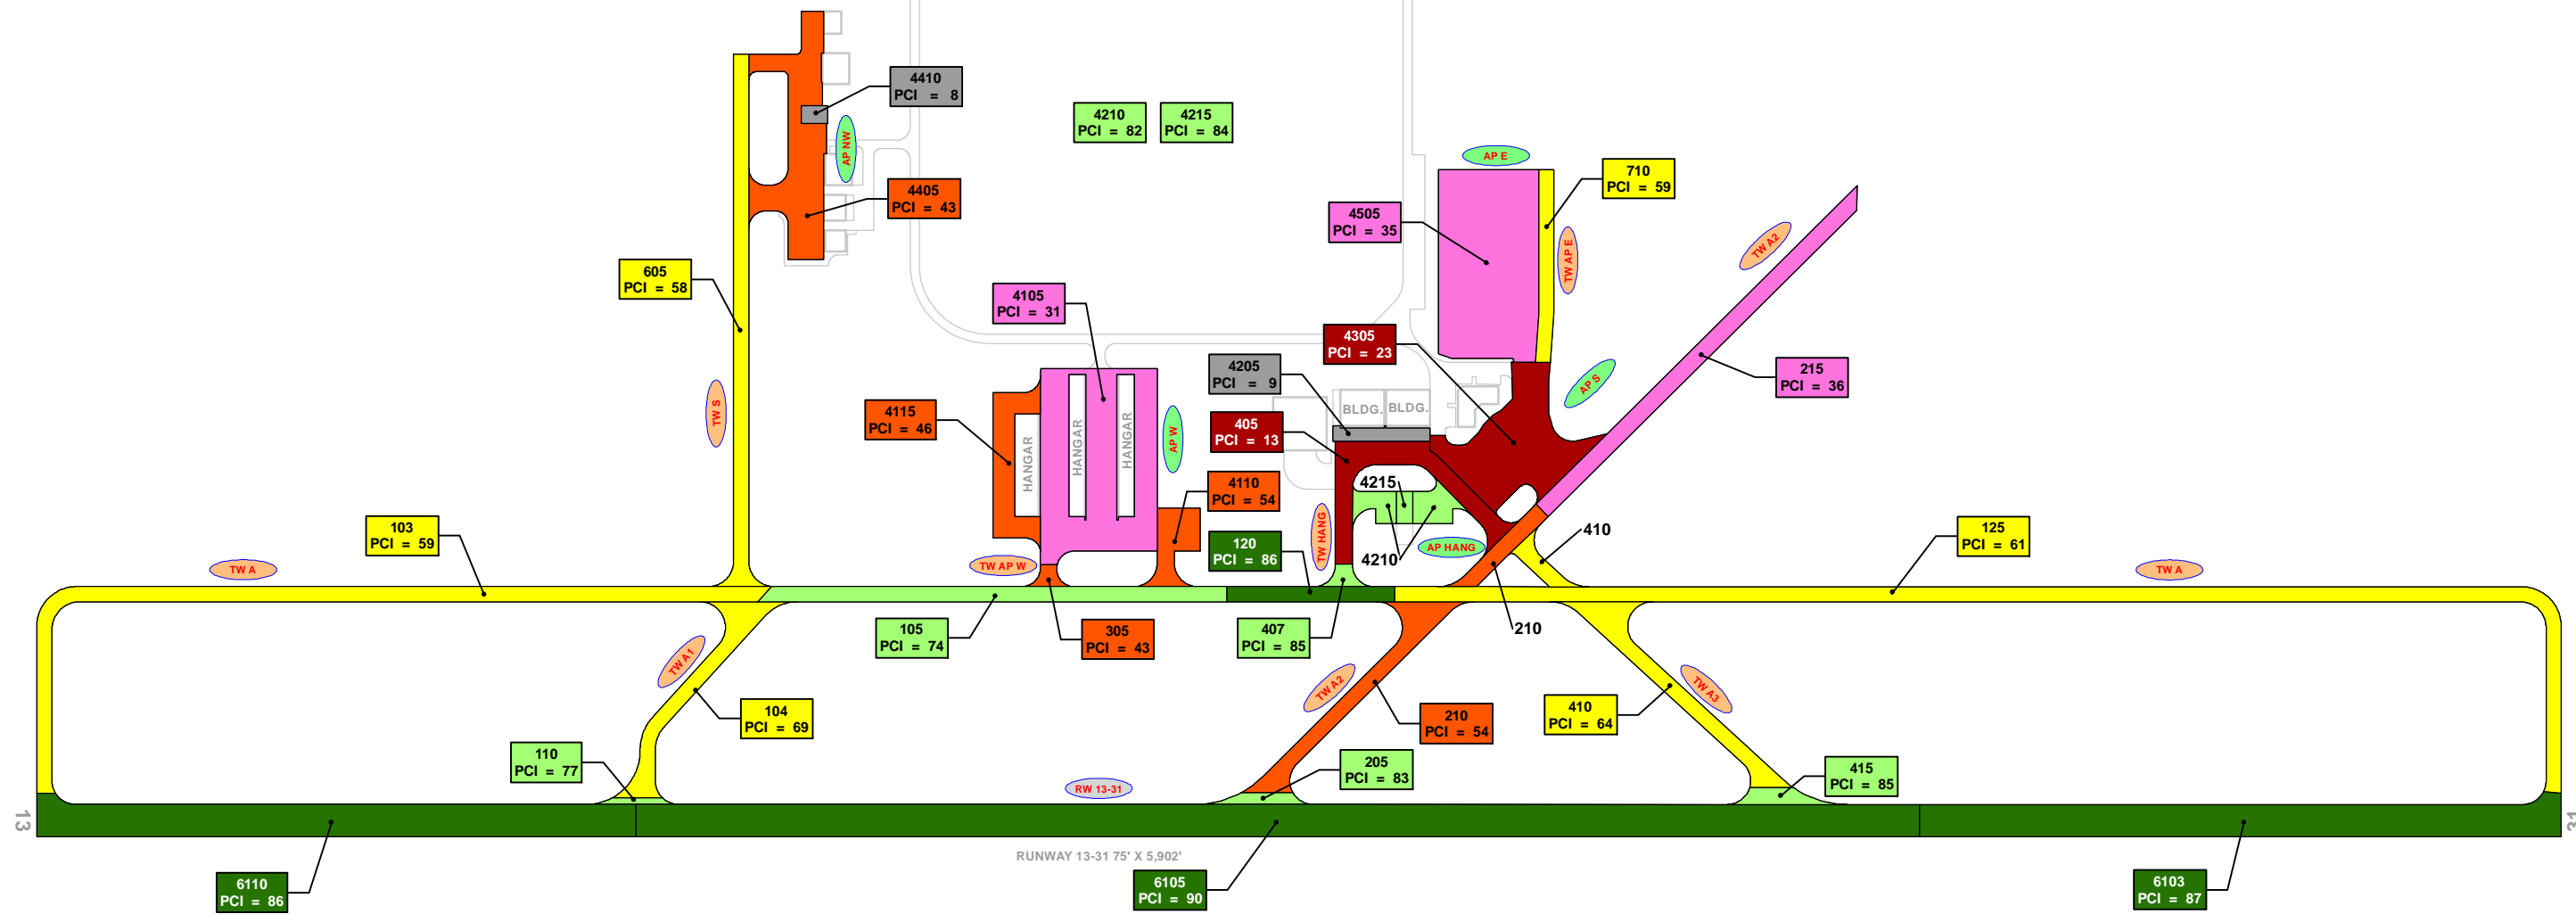 4410
PCI = 8
4210
PCI = 82
4215
PCI = 84
AP NW
AP E
710
PCI = 59
4405
PCI = 43
4505
PCI = 35
TW A2
TW AP E
605
PCI = 58
4105
PCI = 31
4305
PCI = 23
4205
PCI = 9
215
PCI = 36
AP S
TW S
4115
PCI = 46
HANGAR
HANGAR
HANGAR
AP W
405
PCI = 13
BLDG.
BLDG.
4215
4110
PCI = 54
103
PCI = 59
TW HANG
120
PCI = 86
AP HANG
4210
410
125
PCI = 61
TW A
TW AP W
TW A
105
PCI = 74
305
PCI = 43
407
PCI = 85
210
TW A1
TW A2
TW A3
104
PCI = 69
210
PCI = 54
410
PCI = 64
110
PCI = 77
205
PCI = 83
415
PCI = 85
RW 13-31
13
31
RUNWAY 13-31 75' X 5,902'
6110
PCI = 86
6105
PCI = 90
6103
PCI = 87